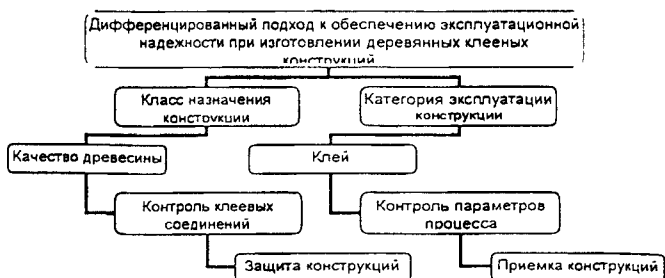 Дифференцированный подход к обеспечению эксплуатационной
надежности при изготовлении деревянных клееных
конструкций
Класс назначения
конструкции
Категория эксплуатации
конструкции
Качество древесины
Клей
Контроль клеевых
соединений
Контроль параметров
процесса
Защита конструкций
Приемка конструкций